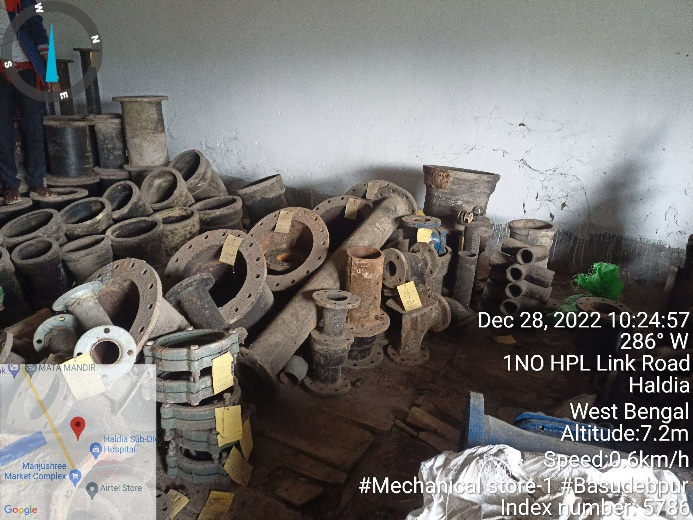 W
N
S
E
Dec 28, 2022 10:24:57
286° W
1NO HPL Link Road
Haldia
West Bengal
Altitude:7.2m
Speed:0.6km/h
#Mechanical store-1 #Basudebpur
Index number: 5786
MATA MANDIR
Haldia Sub-Di
Hospital
Manjushree
Market Complex
Airtel Store
Google